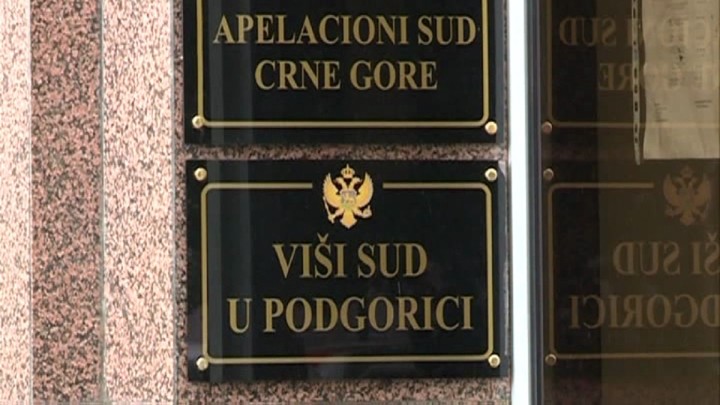 APELACIONI SUD
CRNE GORE
VIŠI SUD
U PODGORICI